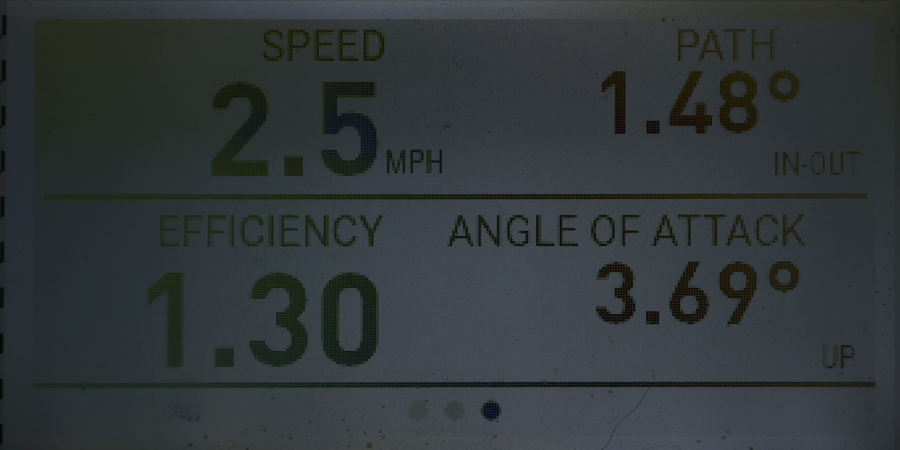 SPEED
2.5 MPH
PATH
1.48°
IN-OUT
EFFICIENCY
1.30
ANGLE OF ATTACK
3.69°
UP